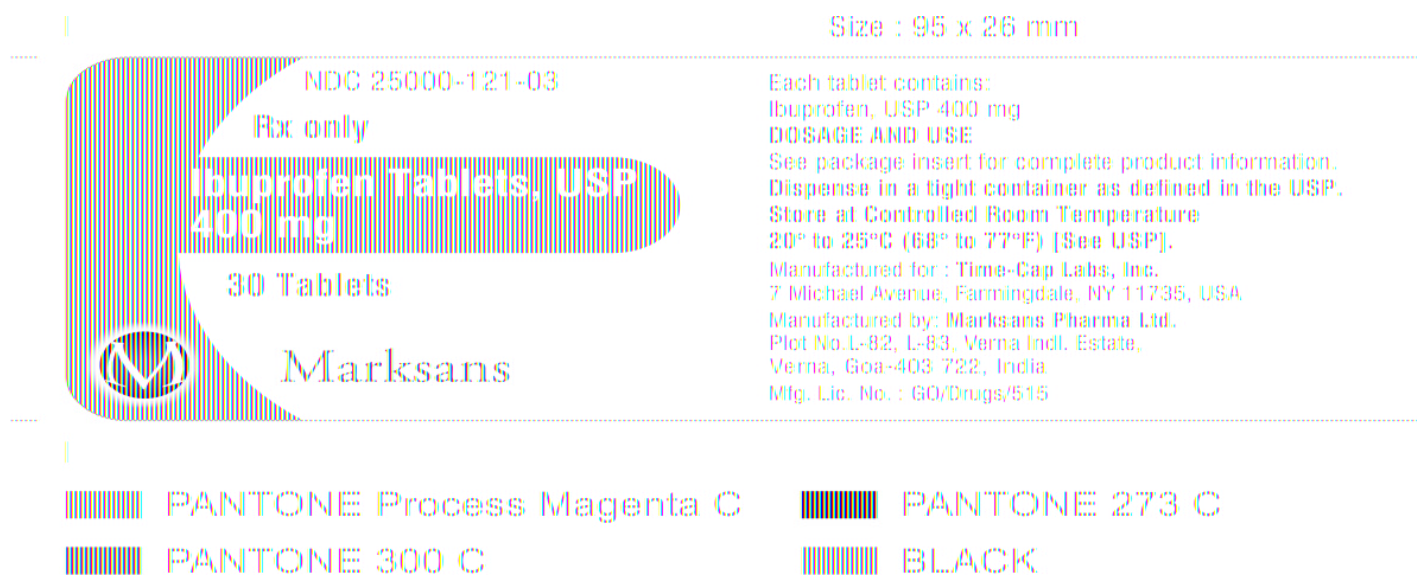 Size : 95 x 26 mm
NDC 25000-121-03
Rx only
Ibuprofen Tablets, USP
400 mg
30 Tablets
M
Marksans
Each tablet contains:
Ibuprofen, USP 400 mg
DOSAGE AND USE
See package insert for complete product information.
Dispense in a tight container as defined in the USP.
Store at Controlled Room Temperature
20° to 25°C (68° to 77°F) [See USP].
Manufactured for : Time-Cap Labs, Inc.
7 Michael Avenue, Farmingdale, NY 11735, USA
Manufactured by: Marksans Pharma Ltd.
Plot No.L-82, L-83, Verna Indl. Estate,
Verna, Goa-403 722, India
Mfg. Lic. No. : GO/Drugs/515
PANTONE Process Magenta C
PANTONE 273 C
PANTONE 300 C
BLACK